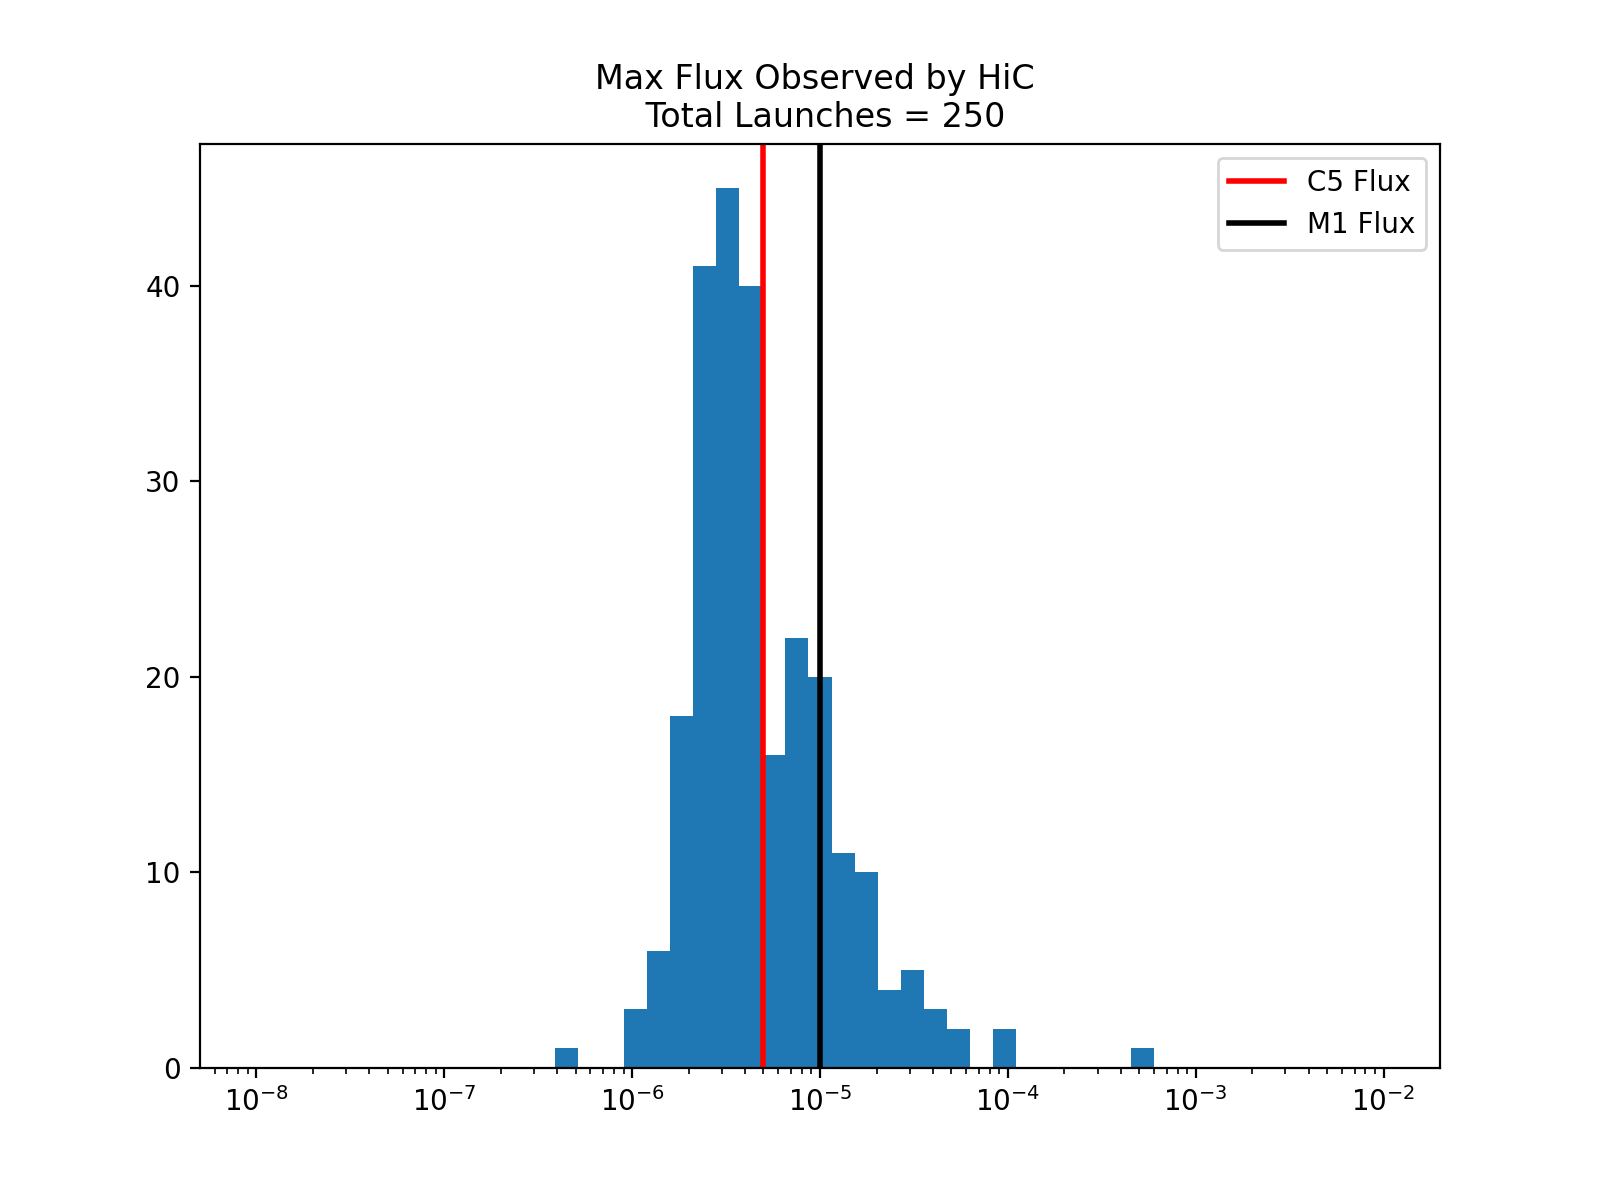 Max Flux Observed by HiC
Total Launches = 250
C5 Flux
M1 Flux
40
30
20
10
0
10⁻⁸ 10⁻⁷ 10⁻⁶ 10⁻⁵ 10⁻⁴ 10⁻³ 10⁻²